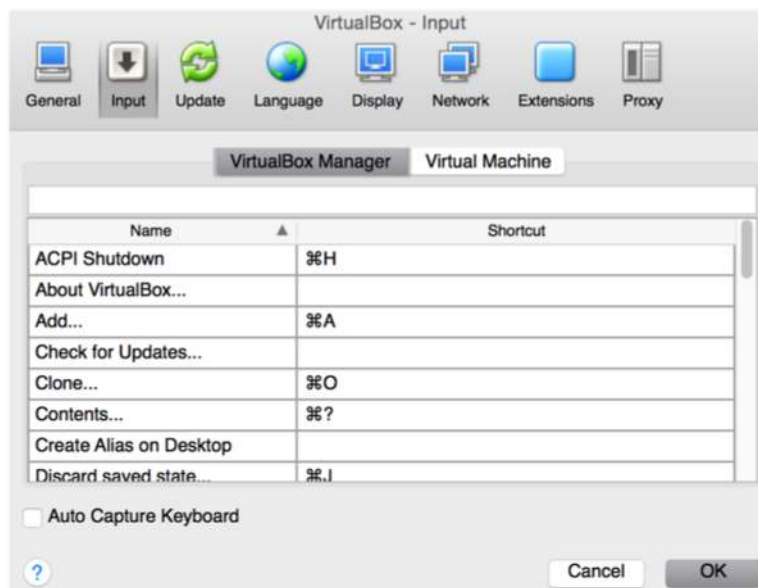 VirtualBox - Input
General Input Update Language Display Network Extensions Proxy
VirtualBox Manager Virtual Machine
Name Shortcut
ACPI Shutdown ⌘H
About VirtualBox...
Add... ⌘A
Check for Updates...
Clone... ⌘O
Contents... ⌘?
Create Alias on Desktop
Discard saved state... ⌘J
Auto Capture Keyboard
? Cancel OK